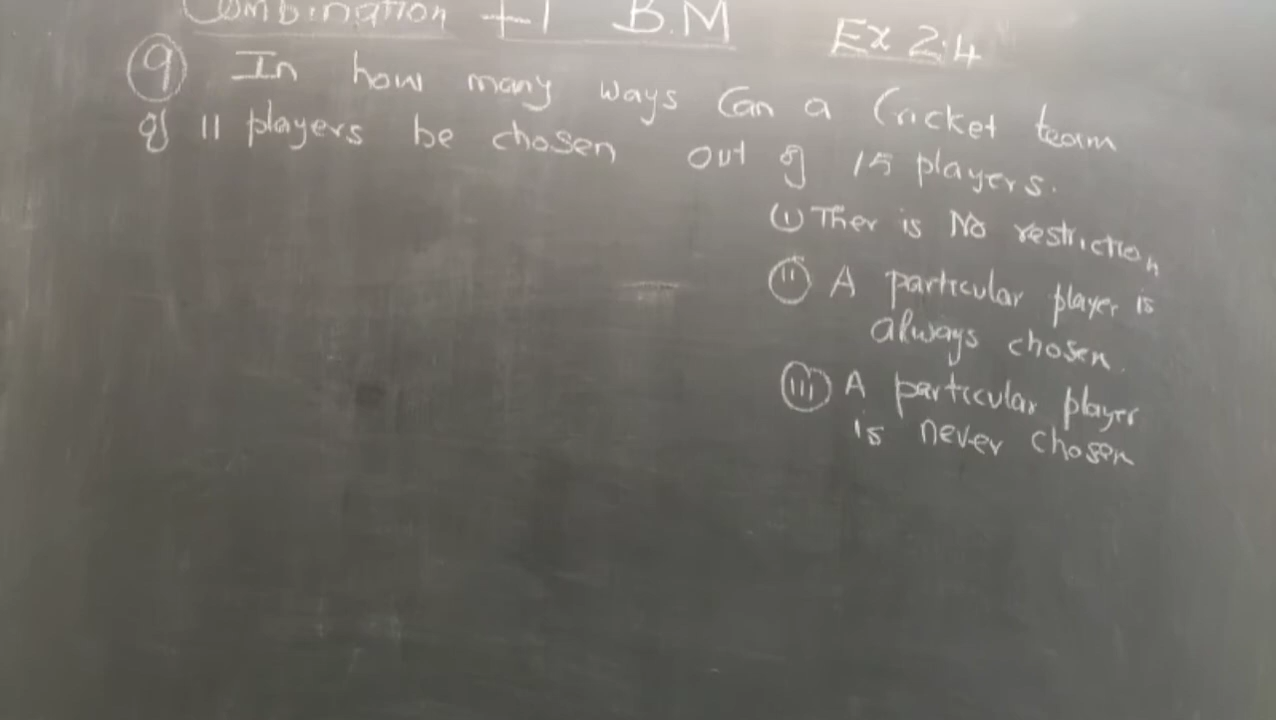 Combination +1 B.M Ex 2.4
9 In how many ways Can a Cricket team
of 11 players be chosen out of 15 players.
(i) Ther is No restriction
(ii) A particular player is
always chosen.
(iii) A particular player
is never chosen